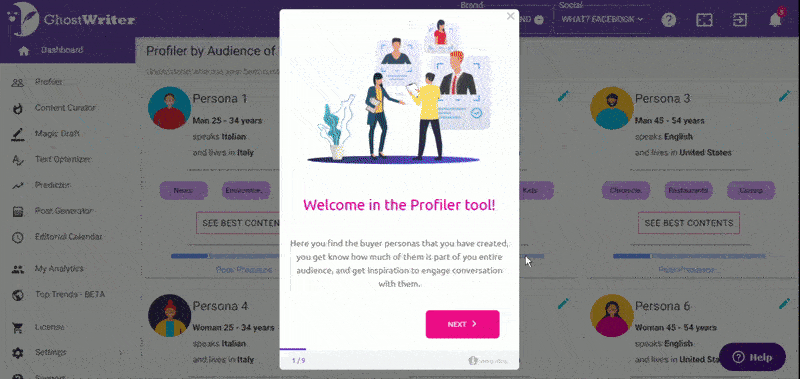 GhostWriter
Brand
Social
NG
WHAT? FACEBOOK
?
5
Dashboard
Profiler
Content Curator
Magic Draft
Text Optimizer
Predictor
Post Generator
Editorial Calendar
My Analytics
Top Trends - BETA
License
Settings
Support
Profiler by Audience of
Persona 1
Man 25 - 54 years
speaks Italian
and lives in Italy
News
SEE BEST CONTENTS
Persona 3
Man 45 - 54 years
speaks English
and lives in United States
Kids
Restaurants
SEE BEST CONTENTS
Persona 4
Woman 25 - 34 years
speaks Italian
and lives in Italy
Persona 6
Woman 45 - 54 years
speaks English
and lives in United Sta
Welcome in the Profiler tool!
Here you find the buyer personas that you have created,
you get know how much of them is part of you entire
audience, and get inspiration to engage conversation
with them.
NEXT
1 / 9
Help